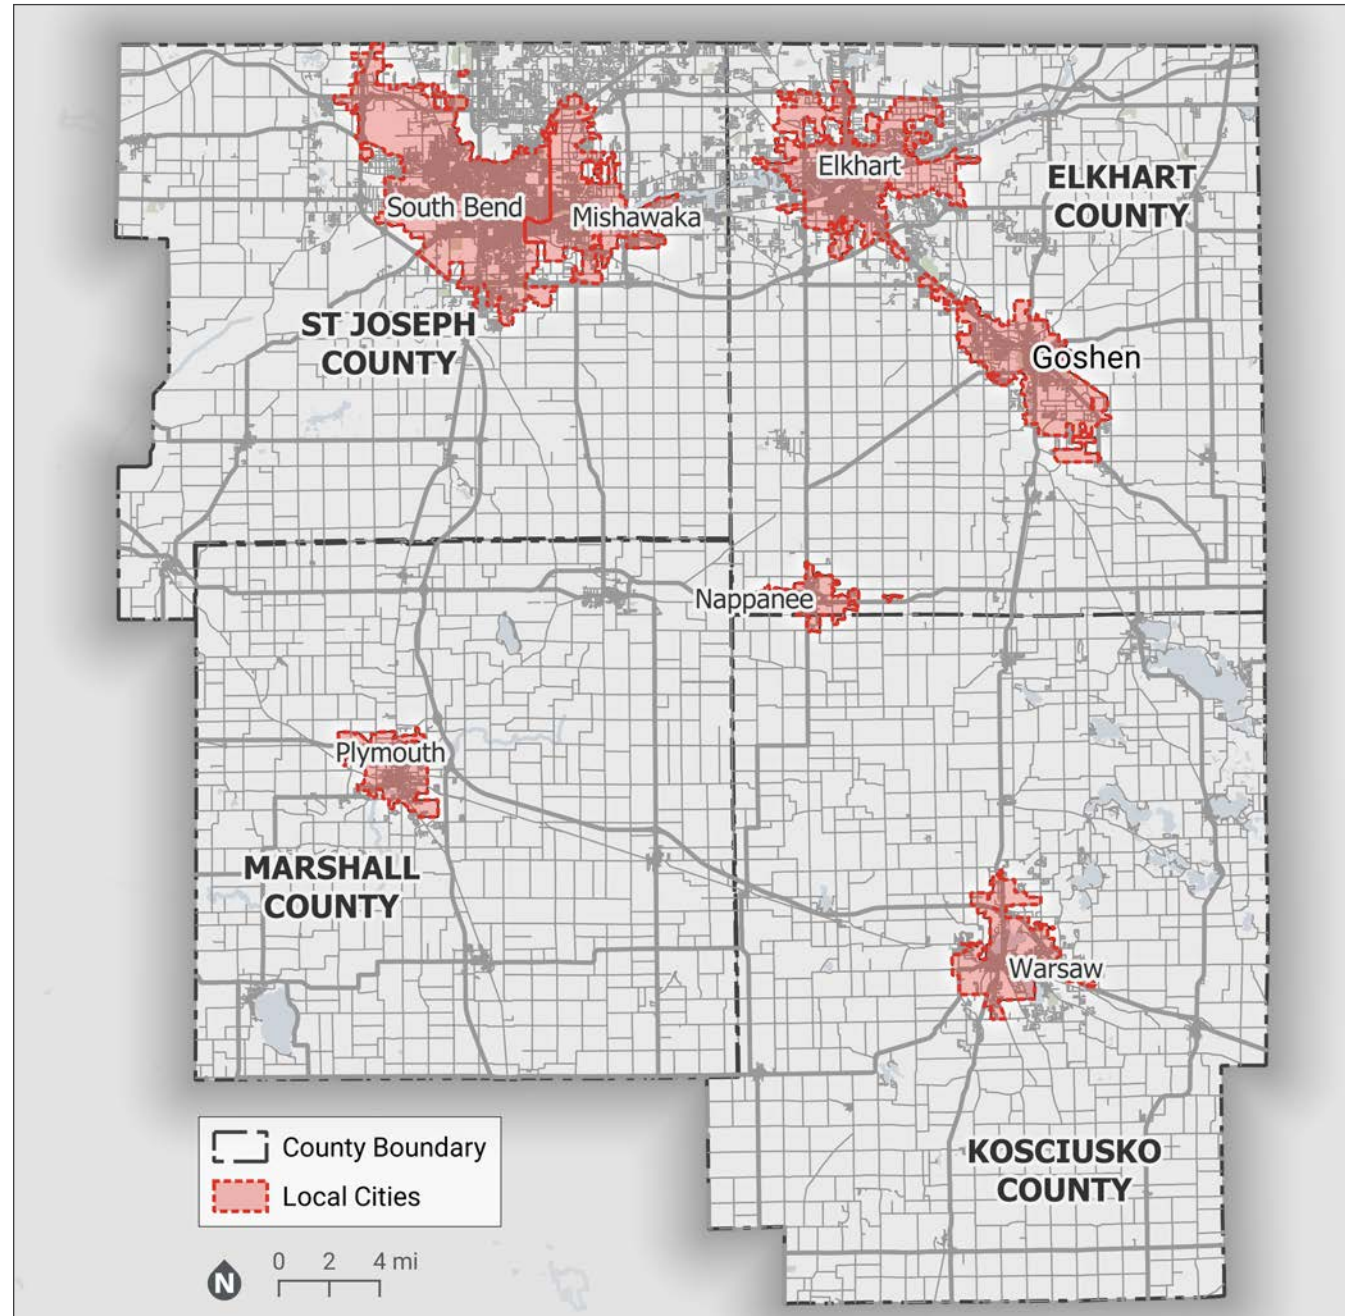 Elkhart
ELKHART
COUNTY
South Bend
Mishawaka
ST JOSEPH
COUNTY
Goshen
Nappanee
Plymouth
MARSHALL
COUNTY
Warsaw
KOSCIUSKO
COUNTY
County Boundary
Local Cities
N
0 2 4 mi